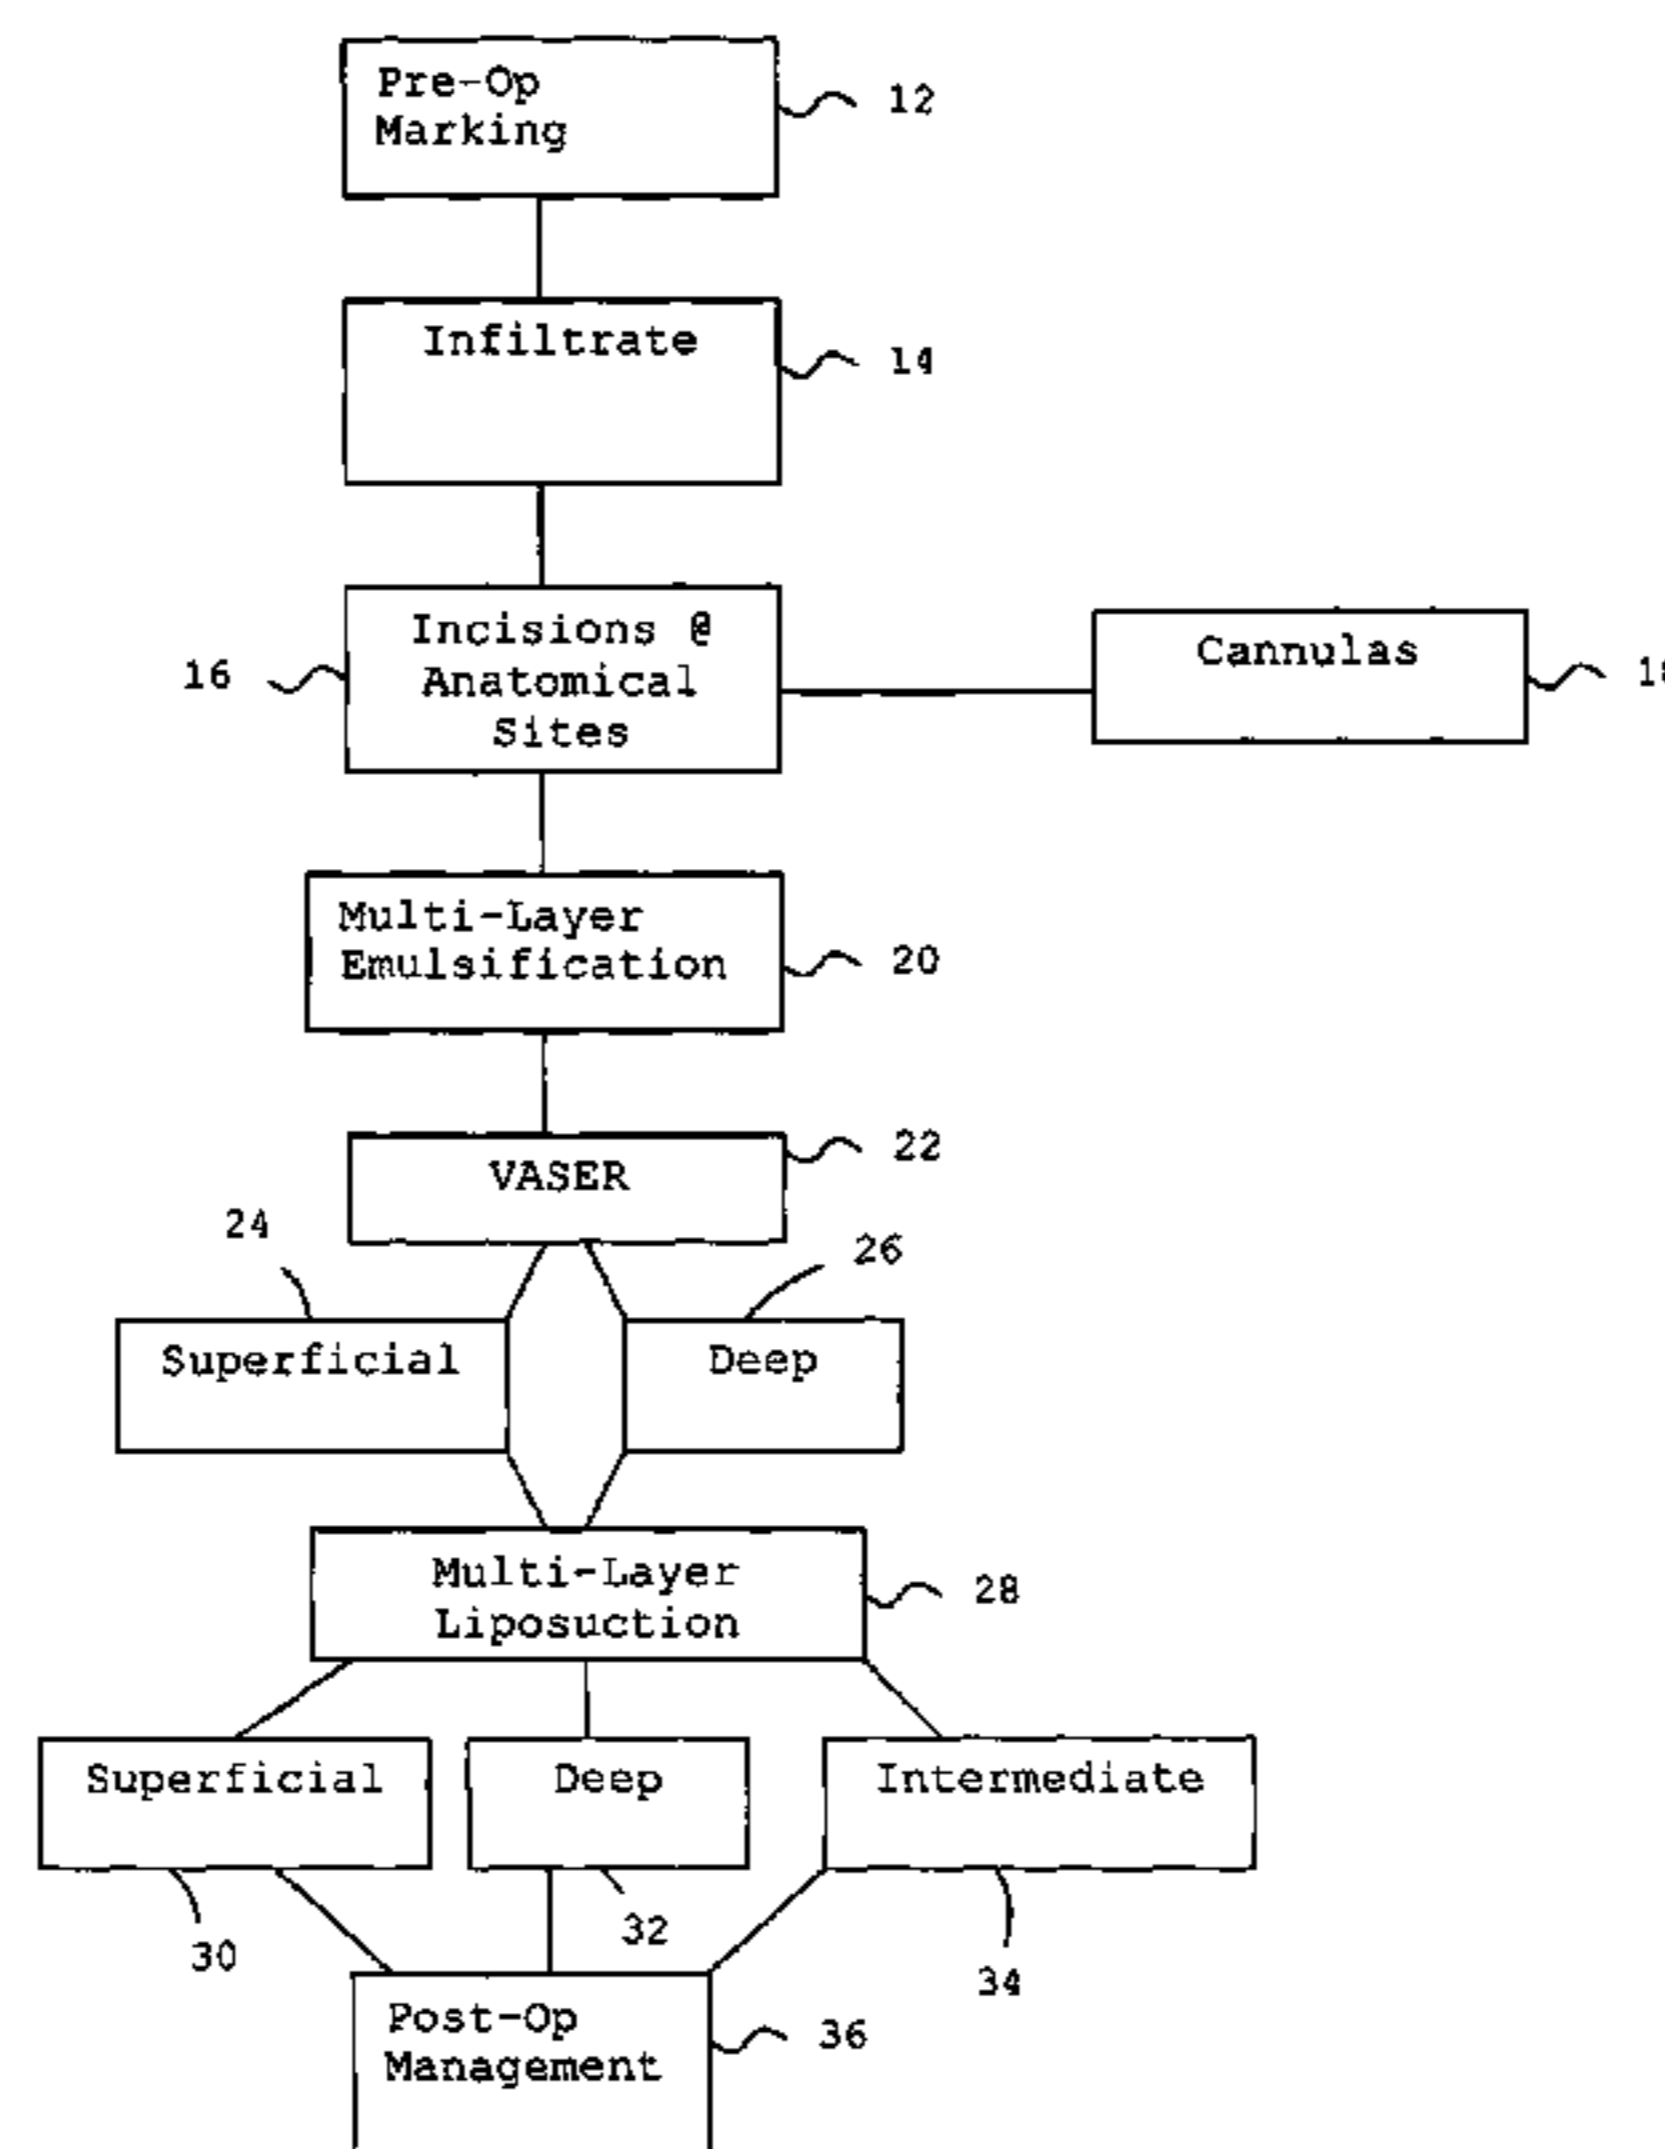 Pre-Op
Marking
12
Infiltrate
14
Incisions @
Anatomical
Sites
16
Cannulas
Multi-Layer
Emulsification
20
VASER
22
24
26
Superficial
Deep
Multi-Layer
Liposuction
28
Superficial
Deep
Intermediate
30
32
34
Post-Op
Management
36